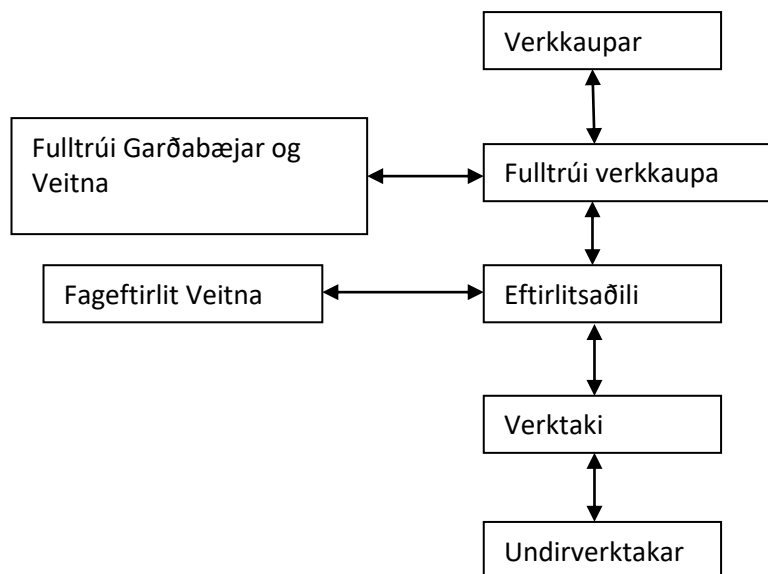 Verkkaupar
Fulltrúi Garðabæjar og
Veitna
Fulltrúi verkkaupa
Fageftirlit Veitna
Eftirlitsaðili
Verktaki
Undirverktakar